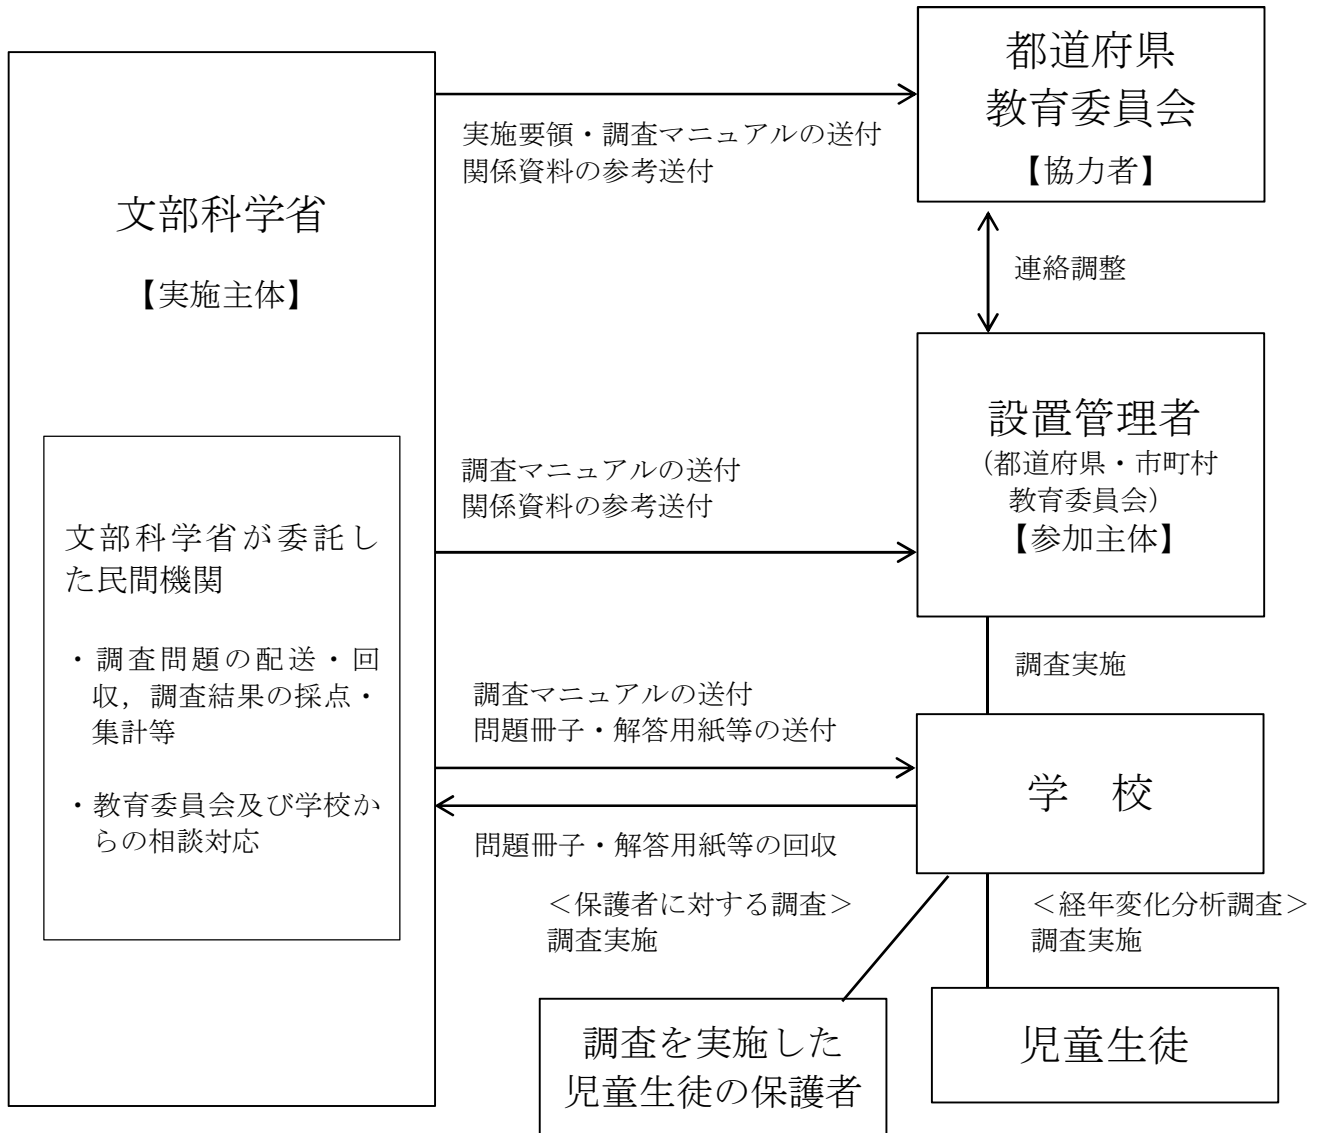 文部科学省
【実施主体】
文部科学省が委託し
た民間機関
・調査問題の配送・回
収，調査結果の採点・
集計等
・教育委員会及び学校か
らの相談対応
実施要領・調査マニュアルの送付
関係資料の参考送付
都道府県
教育委員会
【協力者】
連絡調整
調査マニュアルの送付
関係資料の参考送付
設置管理者
（都道府県・市町村
教育委員会）
【参加主体】
調査実施
調査マニュアルの送付
問題冊子・解答用紙等の送付
学　校
問題冊子・解答用紙等の回収
＜保護者に対する調査＞
調査実施
＜経年変化分析調査＞
調査実施
調査を実施した
児童生徒の保護者
児童生徒